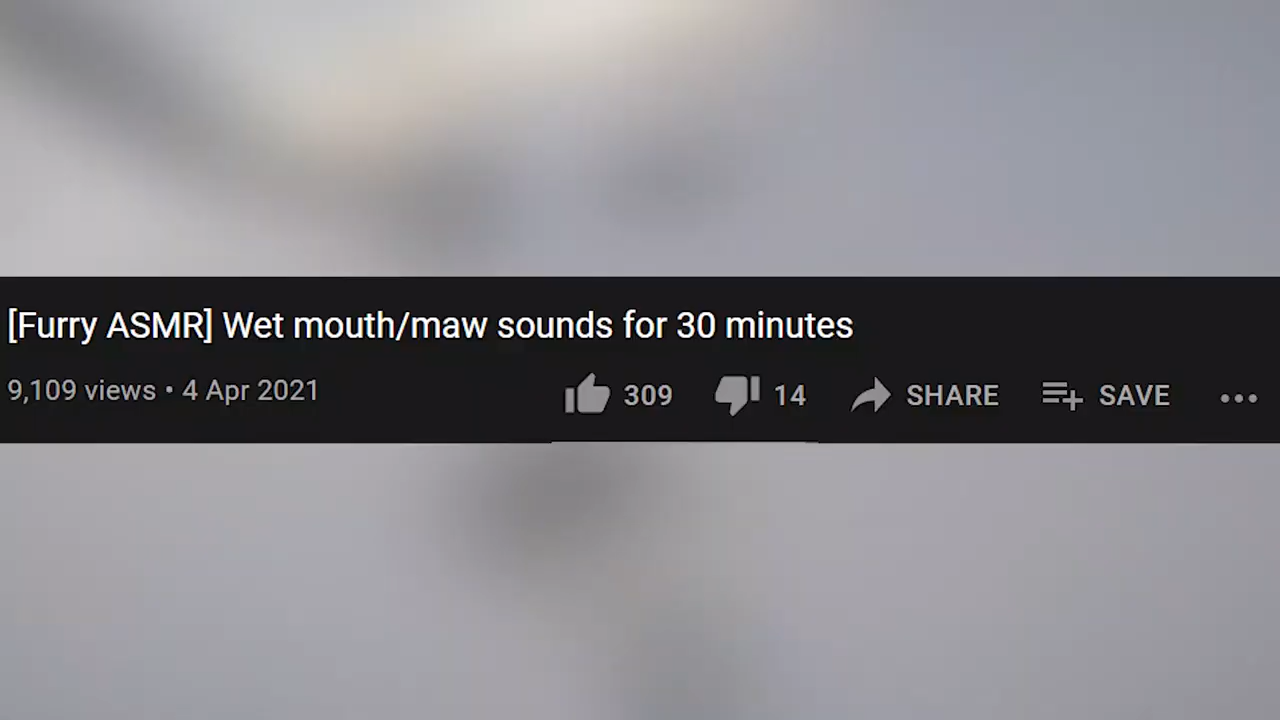 [Furry ASMR] Wet mouth/maw sounds for 30 minutes
9,109 views • 4 Apr 2021 309 14 SHARE SAVE